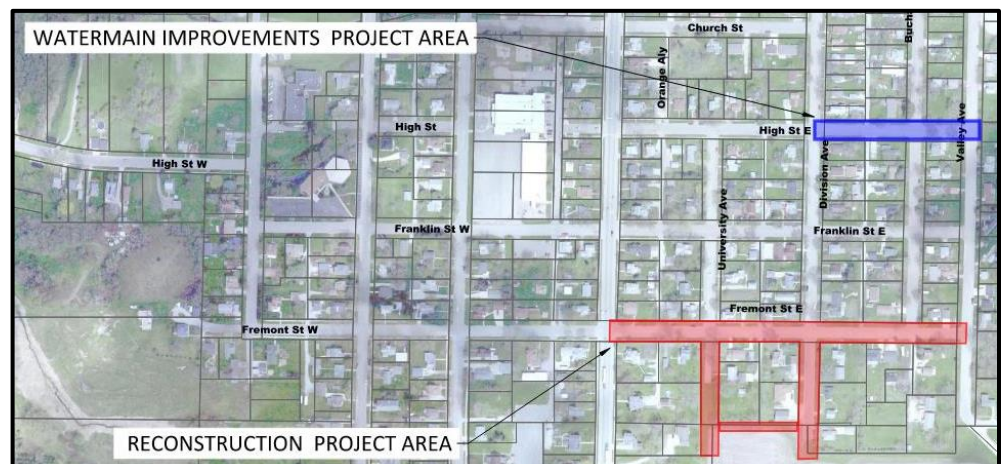 WATERMAIN IMPROVEMENTS PROJECT AREA
Church St
Buch
Orange Aly
High St
High St E
High St W
Valley Ave
Division Ave
University Ave
Franklin St W
Franklin St E
Fremont St E
Fremont St W
RECONSTRUCTION PROJECT AREA